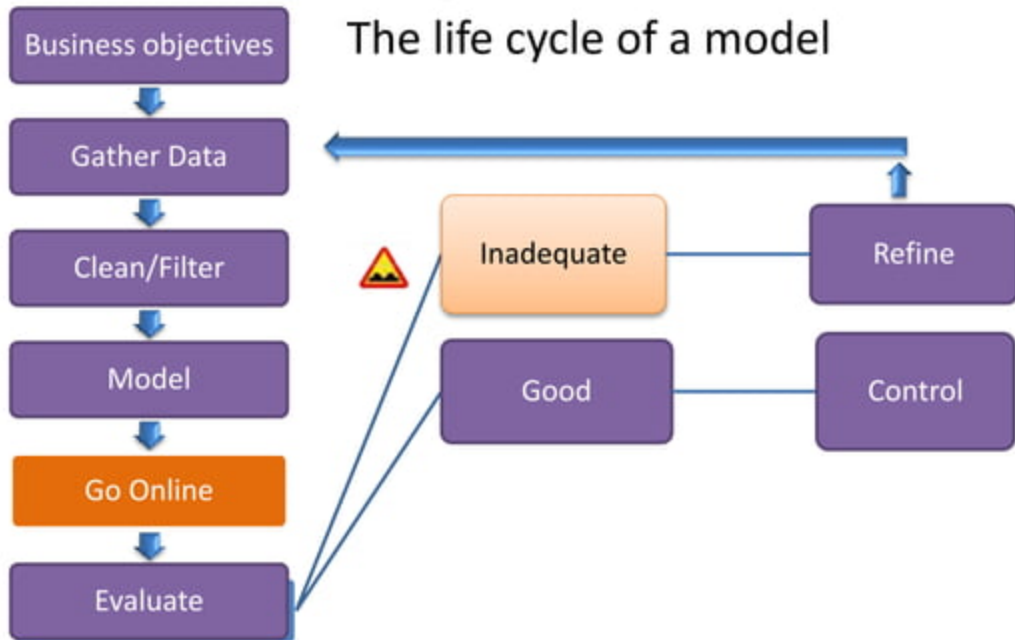 The life cycle of a model
Business objectives
Gather Data
Clean/Filter
Model
Go Online
Evaluate
Inadequate
Refine
Good
Control